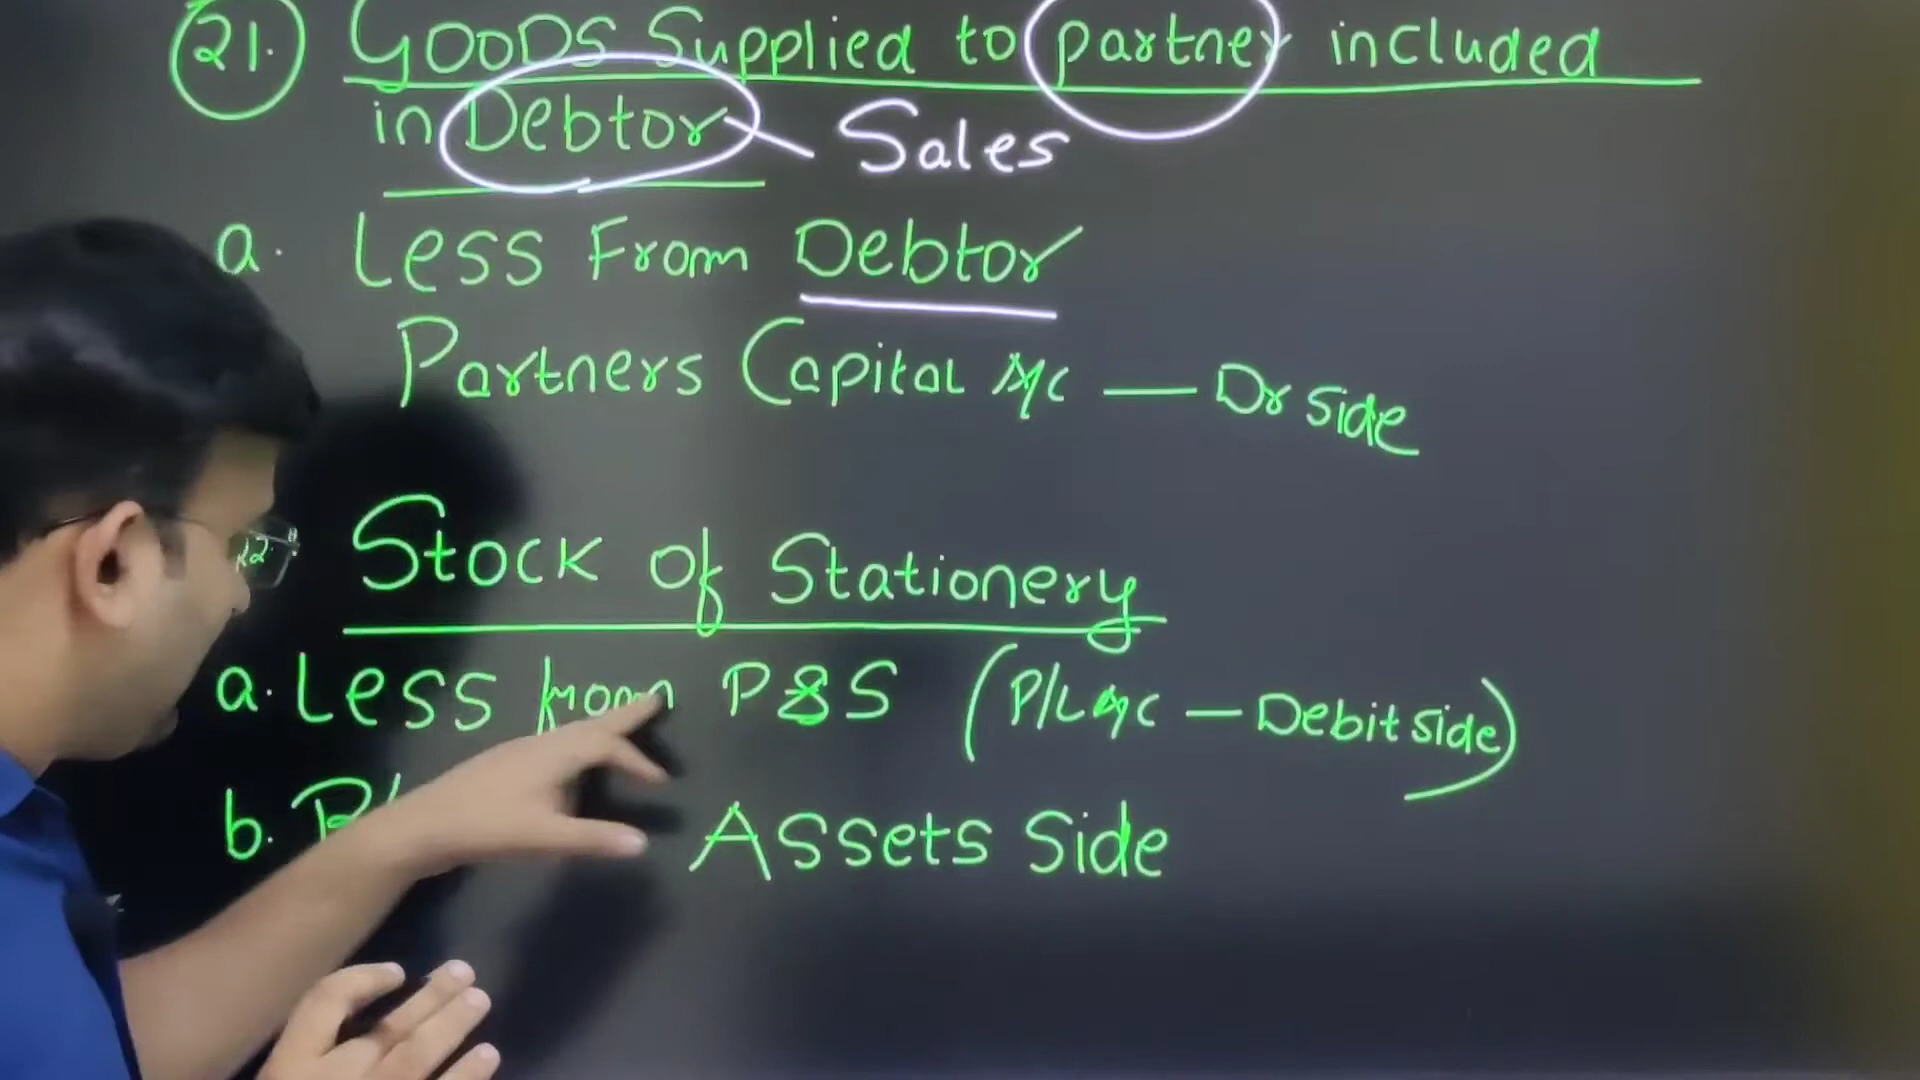 21. Goods Supplied to partner included
in Debtor Sales
a. Less From Debtor
Partners Capital A/c — Dr side
22. Stock of Stationery
a. Less from P&S (P/L A/c — Debit side)
b. Assets Side